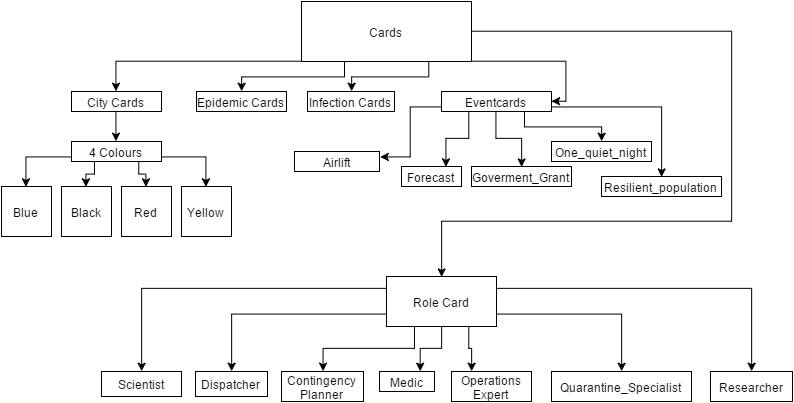 Cards
City Cards
Epidemic Cards
Infection Cards
Eventcards
4 Colours
Airlift
One_quiet_night
Forecast
Goverment_Grant
Resilient_population
Blue
Black
Red
Yellow
Role Card
Scientist
Dispatcher
Contingency
Planner
Medic
Operations
Expert
Quarantine_Specialist
Researcher